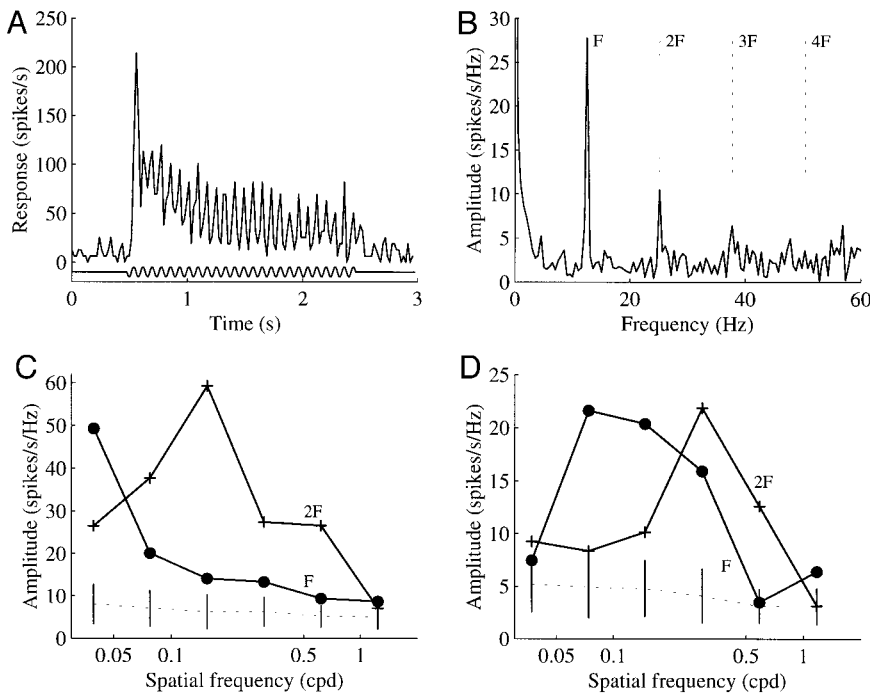 A
250
200
150
100
50
0
Response (spikes/s)
0
1
2
3
Time (s)
B
30
25
20
15
10
5
0
Amplitude (spikes/s/Hz)
F
2F
3F
4F
0
20
40
60
Frequency (Hz)
C
60
50
40
30
20
10
0
Amplitude (spikes/s/Hz)
2F
F
0.05
0.1
0.5
1
Spatial frequency (cpd)
D
25
20
15
10
5
0
Amplitude (spikes/s/Hz)
2F
F
0.05
0.1
0.5
1
Spatial frequency (cpd)